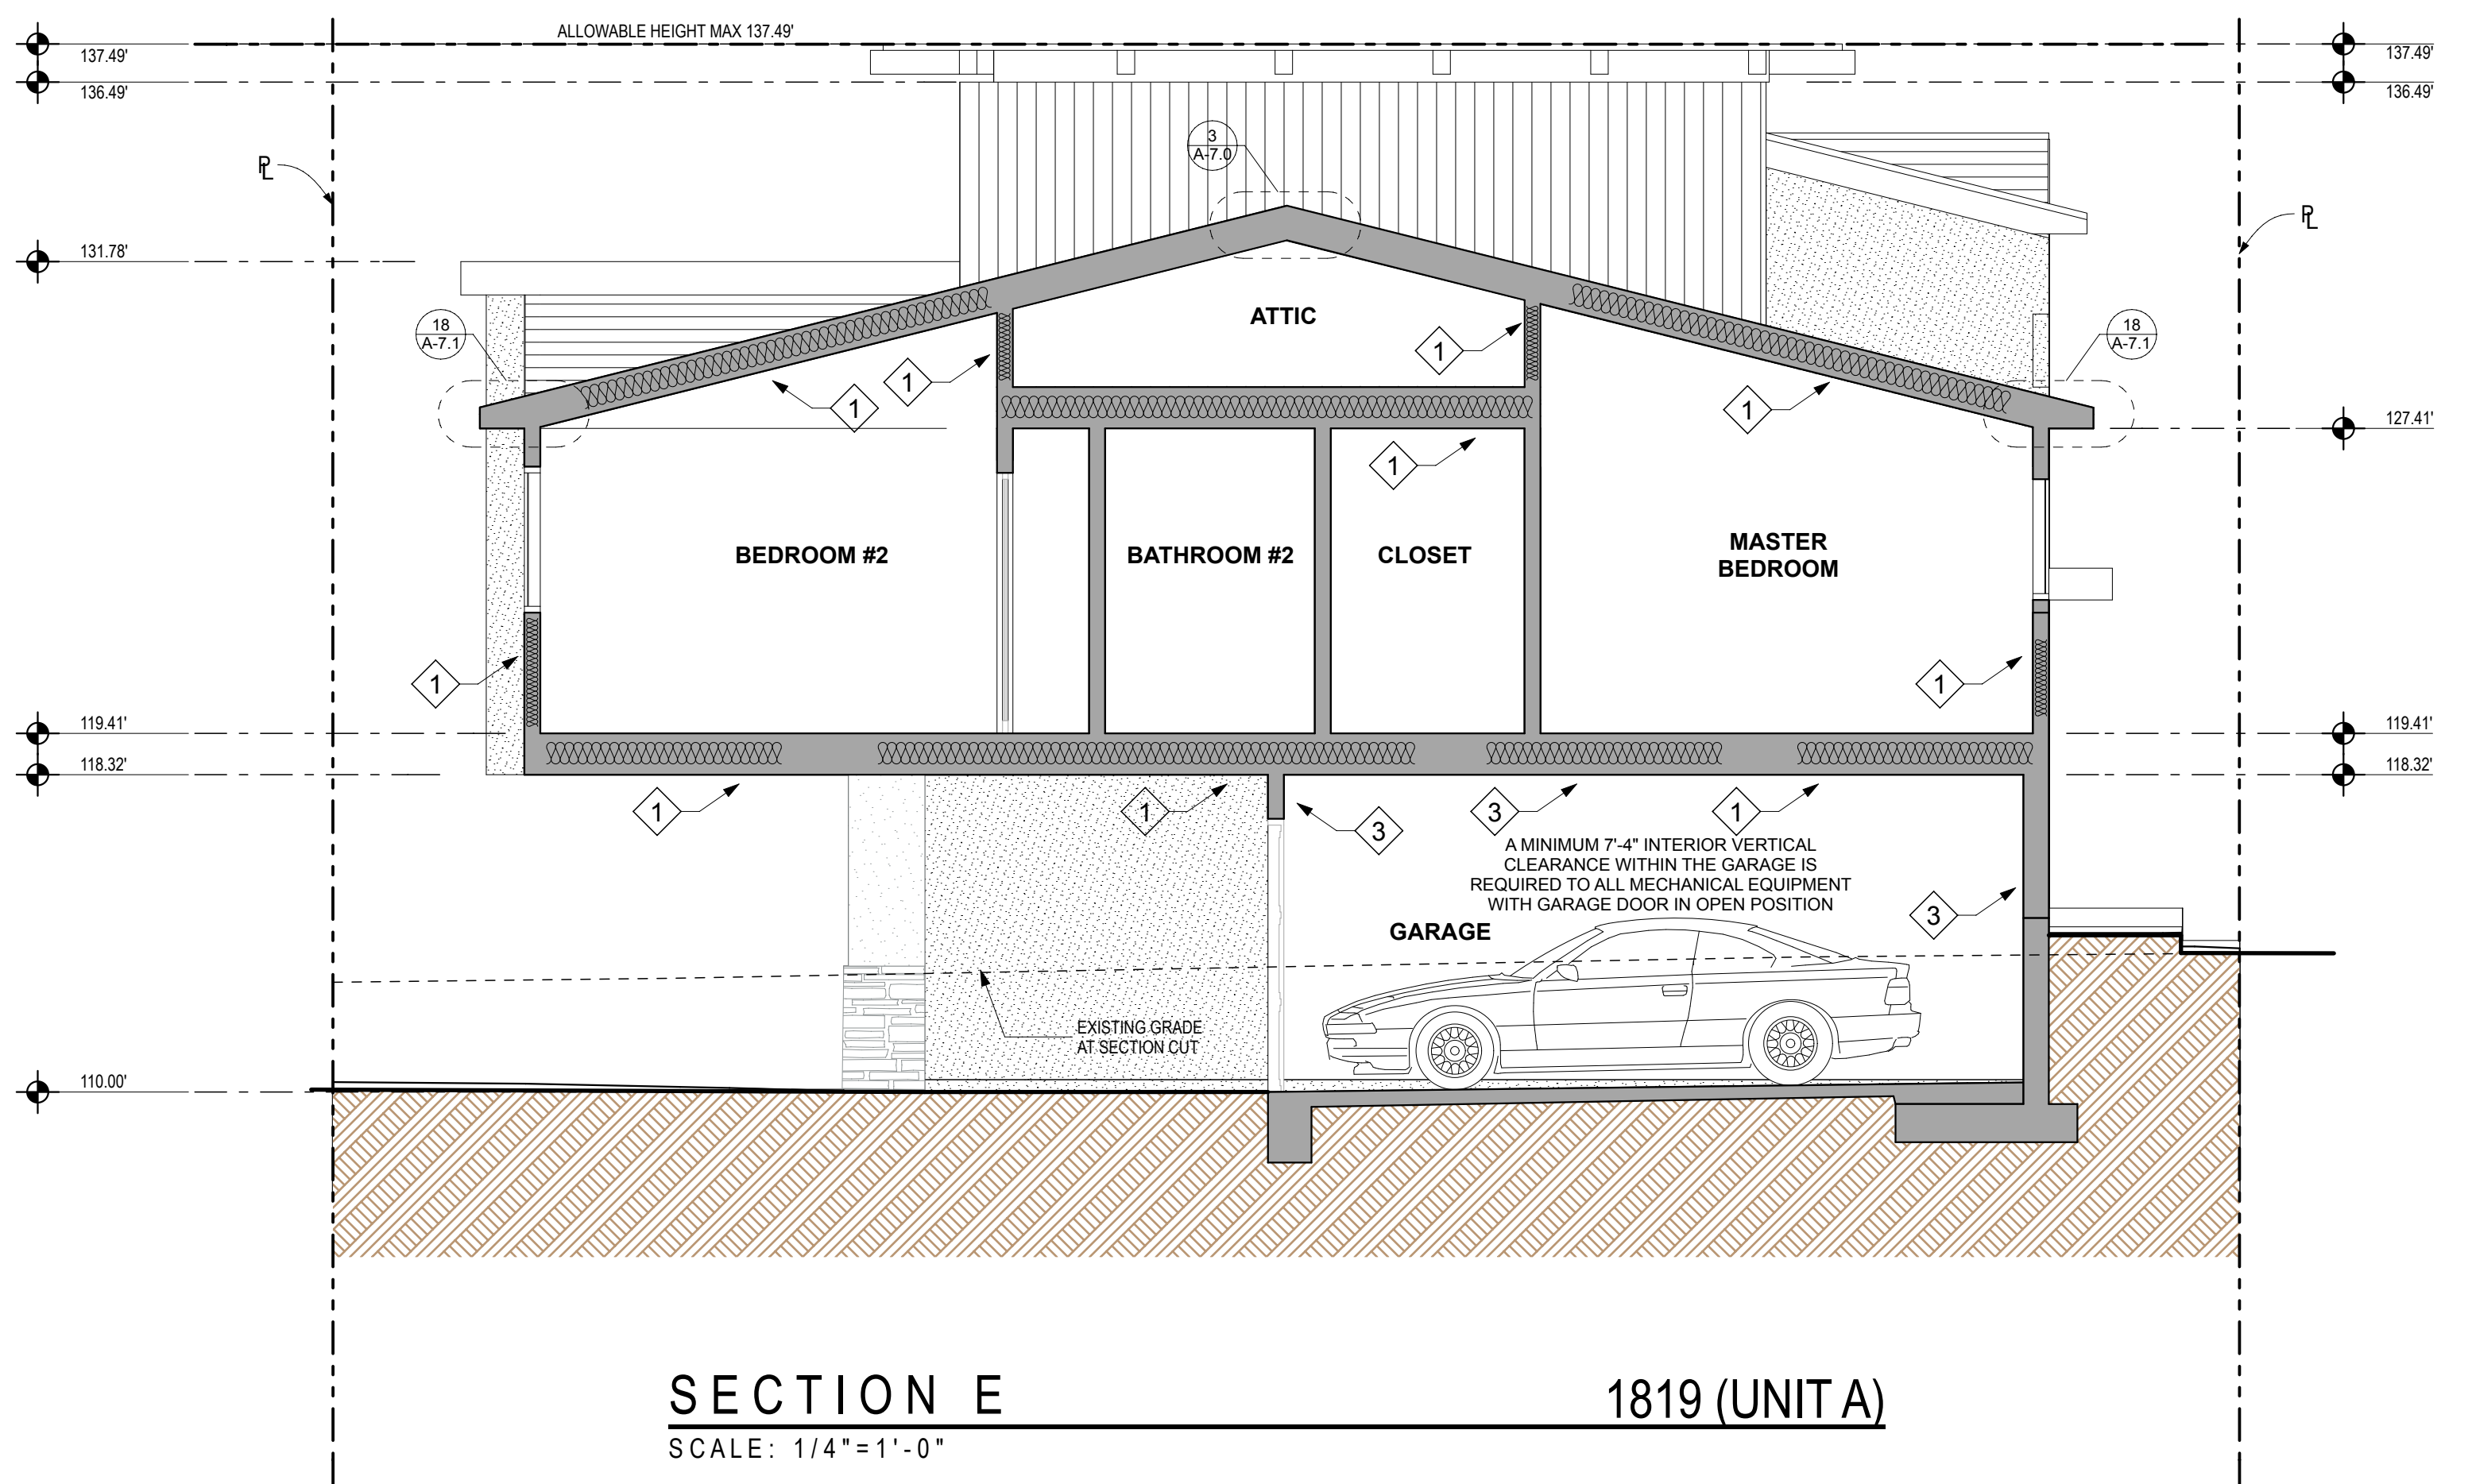 ALLOWABLE HEIGHT MAX 137.49'
137.49'
137.49'
136.49'
136.49'
3
A-7.0
PL
PL
131.78'
ATTIC
18
A-7.1
18
A-7.1
1
1
1
1
1
127.41'
BEDROOM #2
BATHROOM #2
CLOSET
MASTER
BEDROOM
1
1
119.41'
119.41'
118.32'
118.32'
1
1
3
3
1
A MINIMUM 7'-4" INTERIOR VERTICAL
CLEARANCE WITHIN THE GARAGE IS
REQUIRED TO ALL MECHANICAL EQUIPMENT
WITH GARAGE DOOR IN OPEN POSITION
3
GARAGE
EXISTING GRADE
AT SECTION CUT
110.00'
SECTION E
1819 (UNIT A)
SCALE: 1/4"=1'-0"